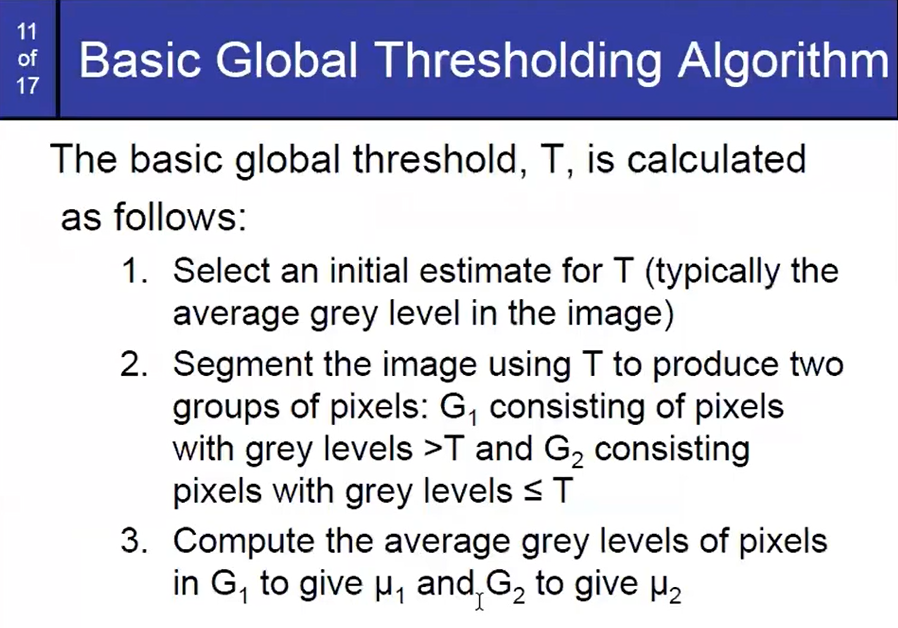 11
of
17
Basic Global Thresholding Algorithm
The basic global threshold, T, is calculated
as follows:
1. Select an initial estimate for T (typically the
average grey level in the image)
2. Segment the image using T to produce two
groups of pixels: G₁ consisting of pixels
with grey levels >T and G₂ consisting
pixels with grey levels ≤ T
3. Compute the average grey levels of pixels
in G₁ to give μ₁ and G₂ to give μ₂